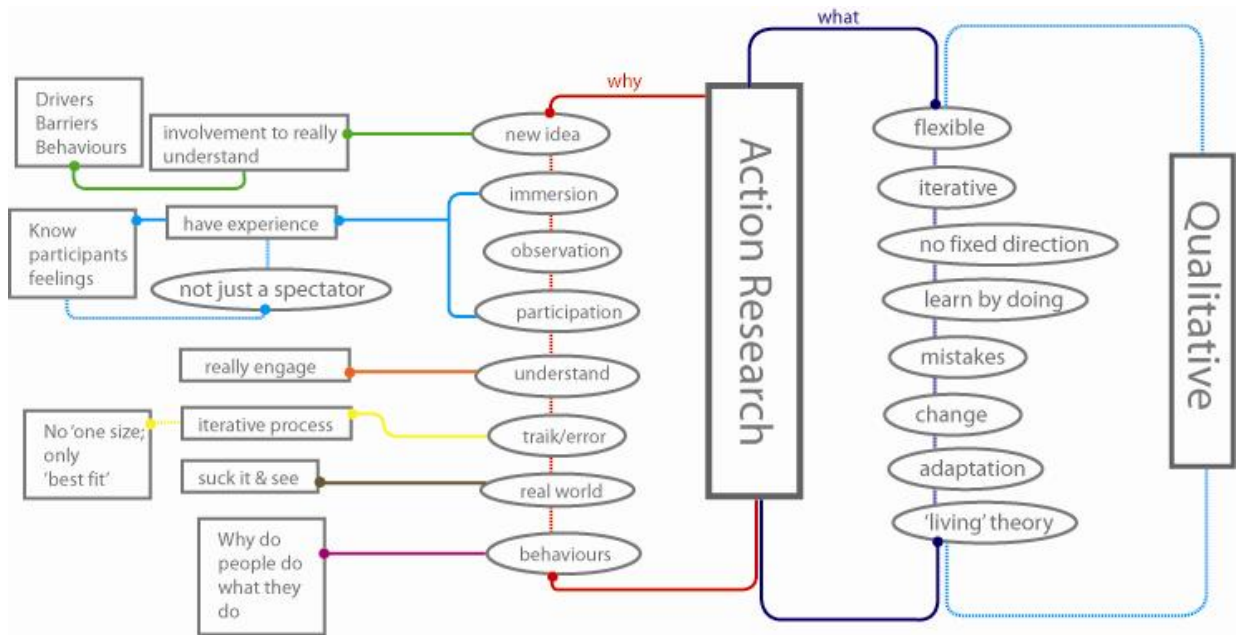 what
why
Drivers
Barriers
Behaviours
involvement to really
understand
new idea
flexible
immersion
iterative
Know
participants
feelings
have experience
observation
no fixed direction
not just a spectator
participation
learn by doing
Action Research
Qualitative
really engage
understand
mistakes
No 'one size;
only
'best fit'
iterative process
traik/error
change
suck it & see
real world
adaptation
'living' theory
Why do
people do
what they
do
behaviours